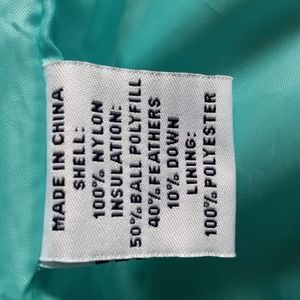 MADE IN CHINA
SHELL:
100% NYLON
INSULATION:
50% BALL POLYFILL
40% FEATHERS
10% DOWN
LINING:
100% POLYESTER